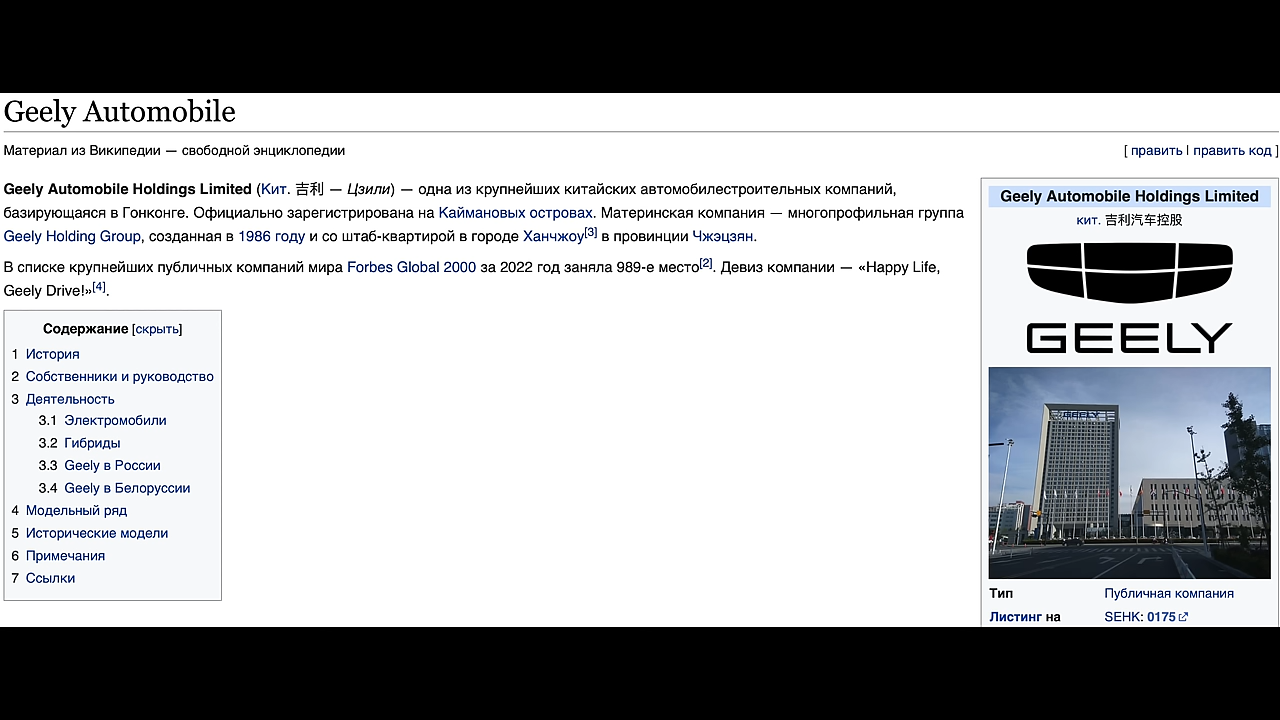 Geely Automobile
Материал из Википедии — свободной энциклопедии
[ править | править код ]
Geely Automobile Holdings Limited (Кит. 吉利 — Цзили) — одна из крупнейших китайских автомобилестроительных компаний,
базирующаяся в Гонконге. Официально зарегистрирована на Каймановых островах. Материнская компания — многопрофильная группа
Geely Holding Group, созданная в 1986 году и со штаб-квартирой в городе Ханчжоу[3] в провинции Чжэцзян.
В списке крупнейших публичных компаний мира Forbes Global 2000 за 2022 год заняла 989-е место[2]. Девиз компании — «Happy Life,
Geely Drive!»[4].
Содержание [скрыть]
1 История
2 Собственники и руководство
3 Деятельность
3.1 Электромобили
3.2 Гибриды
3.3 Geely в России
3.4 Geely в Белоруссии
4 Модельный ряд
5 Исторические модели
6 Примечания
7 Ссылки
Geely Automobile Holdings Limited
кит. 吉利汽车控股
GEELY
GEELY
Тип Публичная компания
Листинг на SEHK: 0175